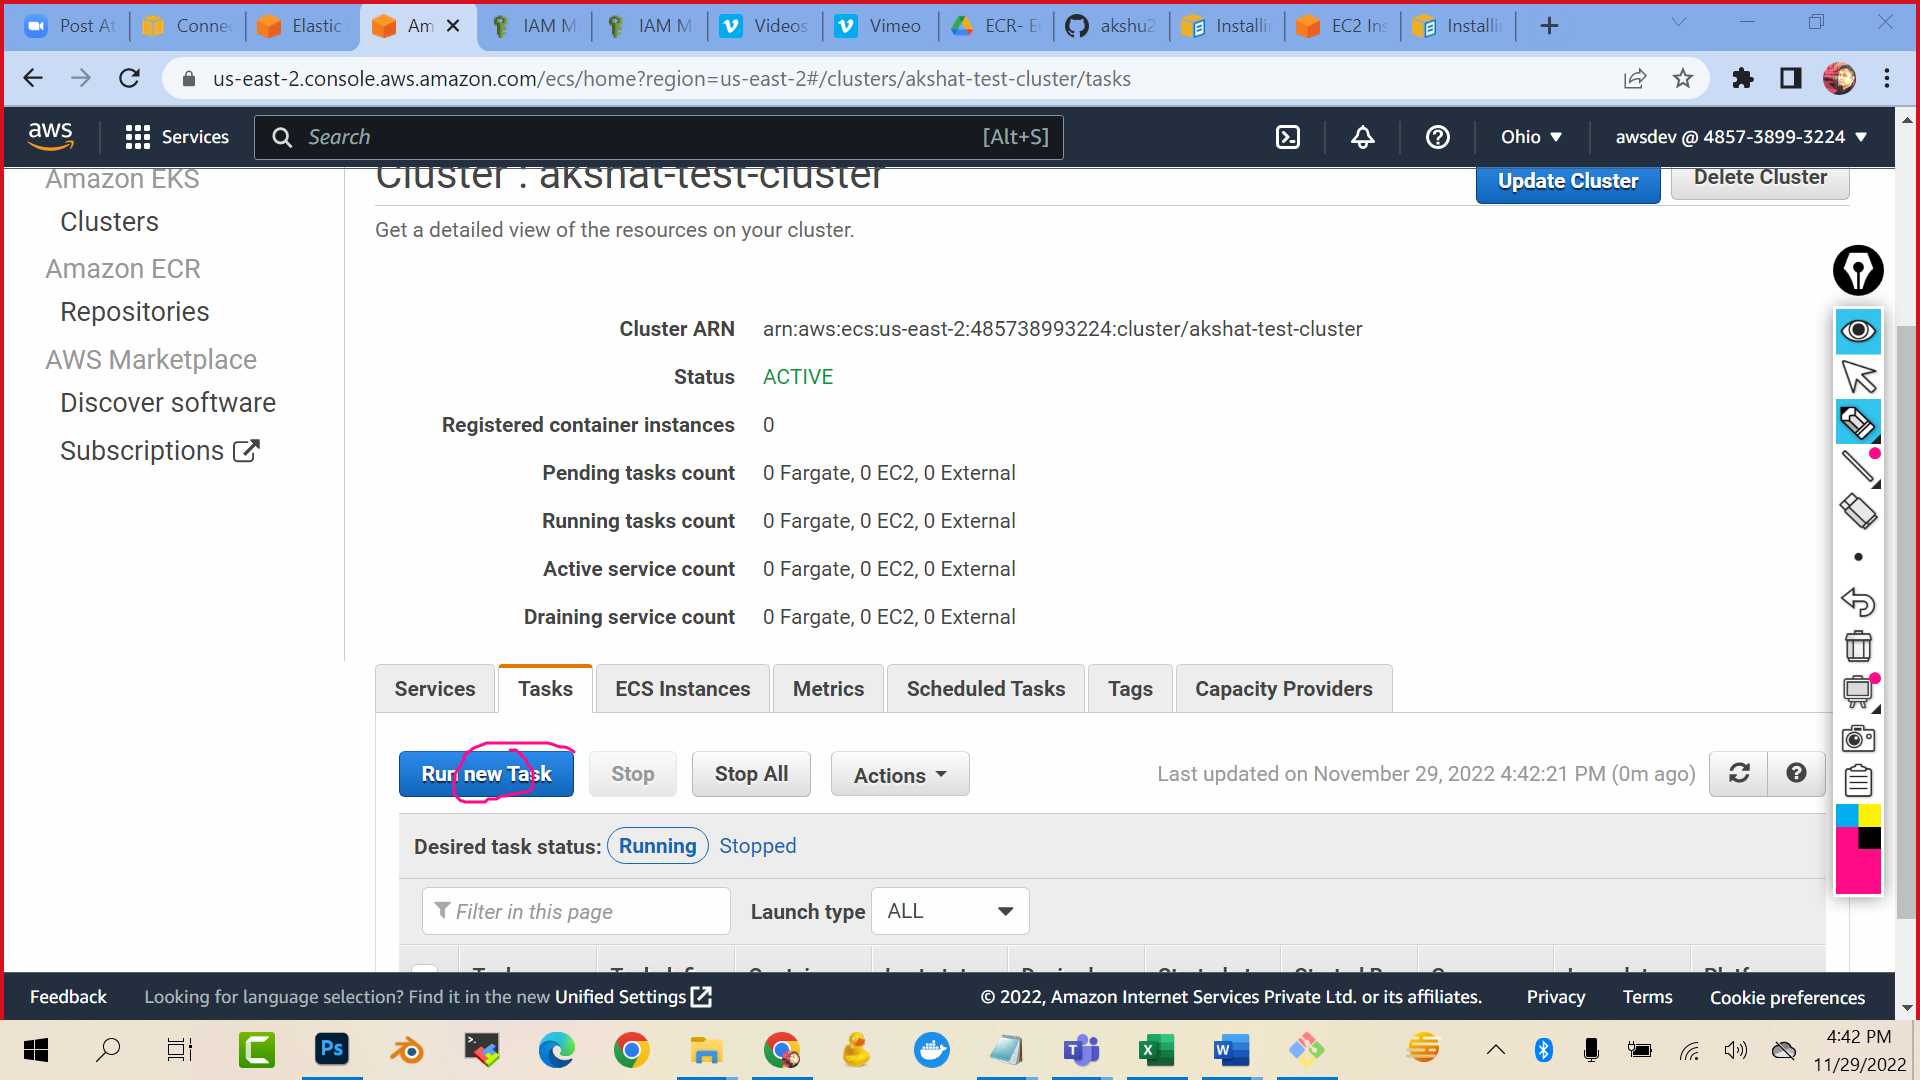 Post At
Conne
Elastic
Am
IAM M
IAM M
Videos
Vimeo
ECR- E
akshu2
Installi
EC2 Ins
Installi
us-east-2.console.aws.amazon.com/ecs/home?region=us-east-2#/clusters/akshat-test-cluster/tasks
aws
Services
Search
[Alt+S]
Ohio
awsdev @ 4857-3899-3224
Amazon EKS
Clusters
Amazon ECR
Repositories
AWS Marketplace
Discover software
Subscriptions
Cluster : akshat-test-cluster
Update Cluster
Delete Cluster
Get a detailed view of the resources on your cluster.
Cluster ARN arn:aws:ecs:us-east-2:485738993224:cluster/akshat-test-cluster
Status ACTIVE
Registered container instances 0
Pending tasks count 0 Fargate, 0 EC2, 0 External
Running tasks count 0 Fargate, 0 EC2, 0 External
Active service count 0 Fargate, 0 EC2, 0 External
Draining service count 0 Fargate, 0 EC2, 0 External
Services
Tasks
ECS Instances
Metrics
Scheduled Tasks
Tags
Capacity Providers
Run new Task
Stop
Stop All
Actions
Last updated on November 29, 2022 4:42:21 PM (0m ago)
Desired task status: Running Stopped
Filter in this page
Launch type ALL
Feedback
Looking for language selection? Find it in the new Unified Settings
© 2022, Amazon Internet Services Private Ltd. or its affiliates.
Privacy
Terms
Cookie preferences
Ps
4:42 PM
11/29/2022